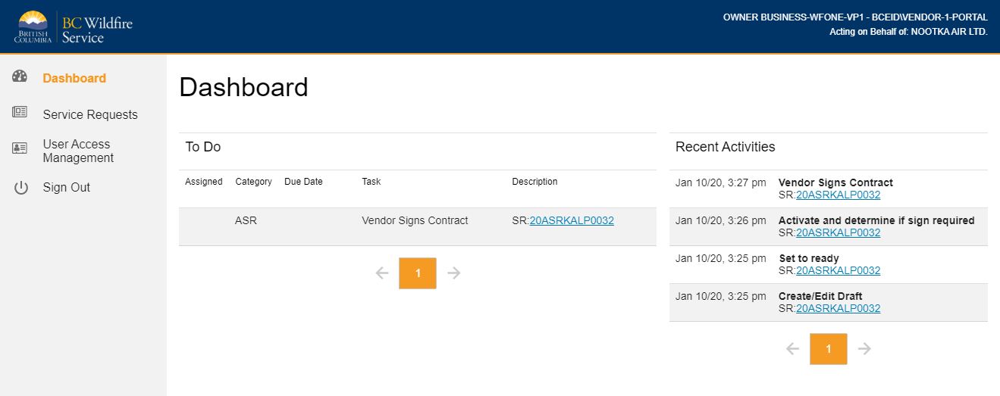 BRITISH
COLUMBIA
BC Wildfire
Service
OWNER BUSINESS-WFONE-VP1 - BCEID\VENDOR-1-PORTAL
Acting on Behalf of: NOOTKA AIR LTD.
Dashboard
Service Requests
User Access
Management
Sign Out
Dashboard
To Do
Assigned Category Due Date Task Description
ASR Vendor Signs Contract SR:20ASRKALP0032
1
Recent Activities
Jan 10/20, 3:27 pm Vendor Signs Contract
SR:20ASRKALP0032
Jan 10/20, 3:26 pm Activate and determine if sign required
SR:20ASRKALP0032
Jan 10/20, 3:25 pm Set to ready
SR:20ASRKALP0032
Jan 10/20, 3:25 pm Create/Edit Draft
SR:20ASRKALP0032
1